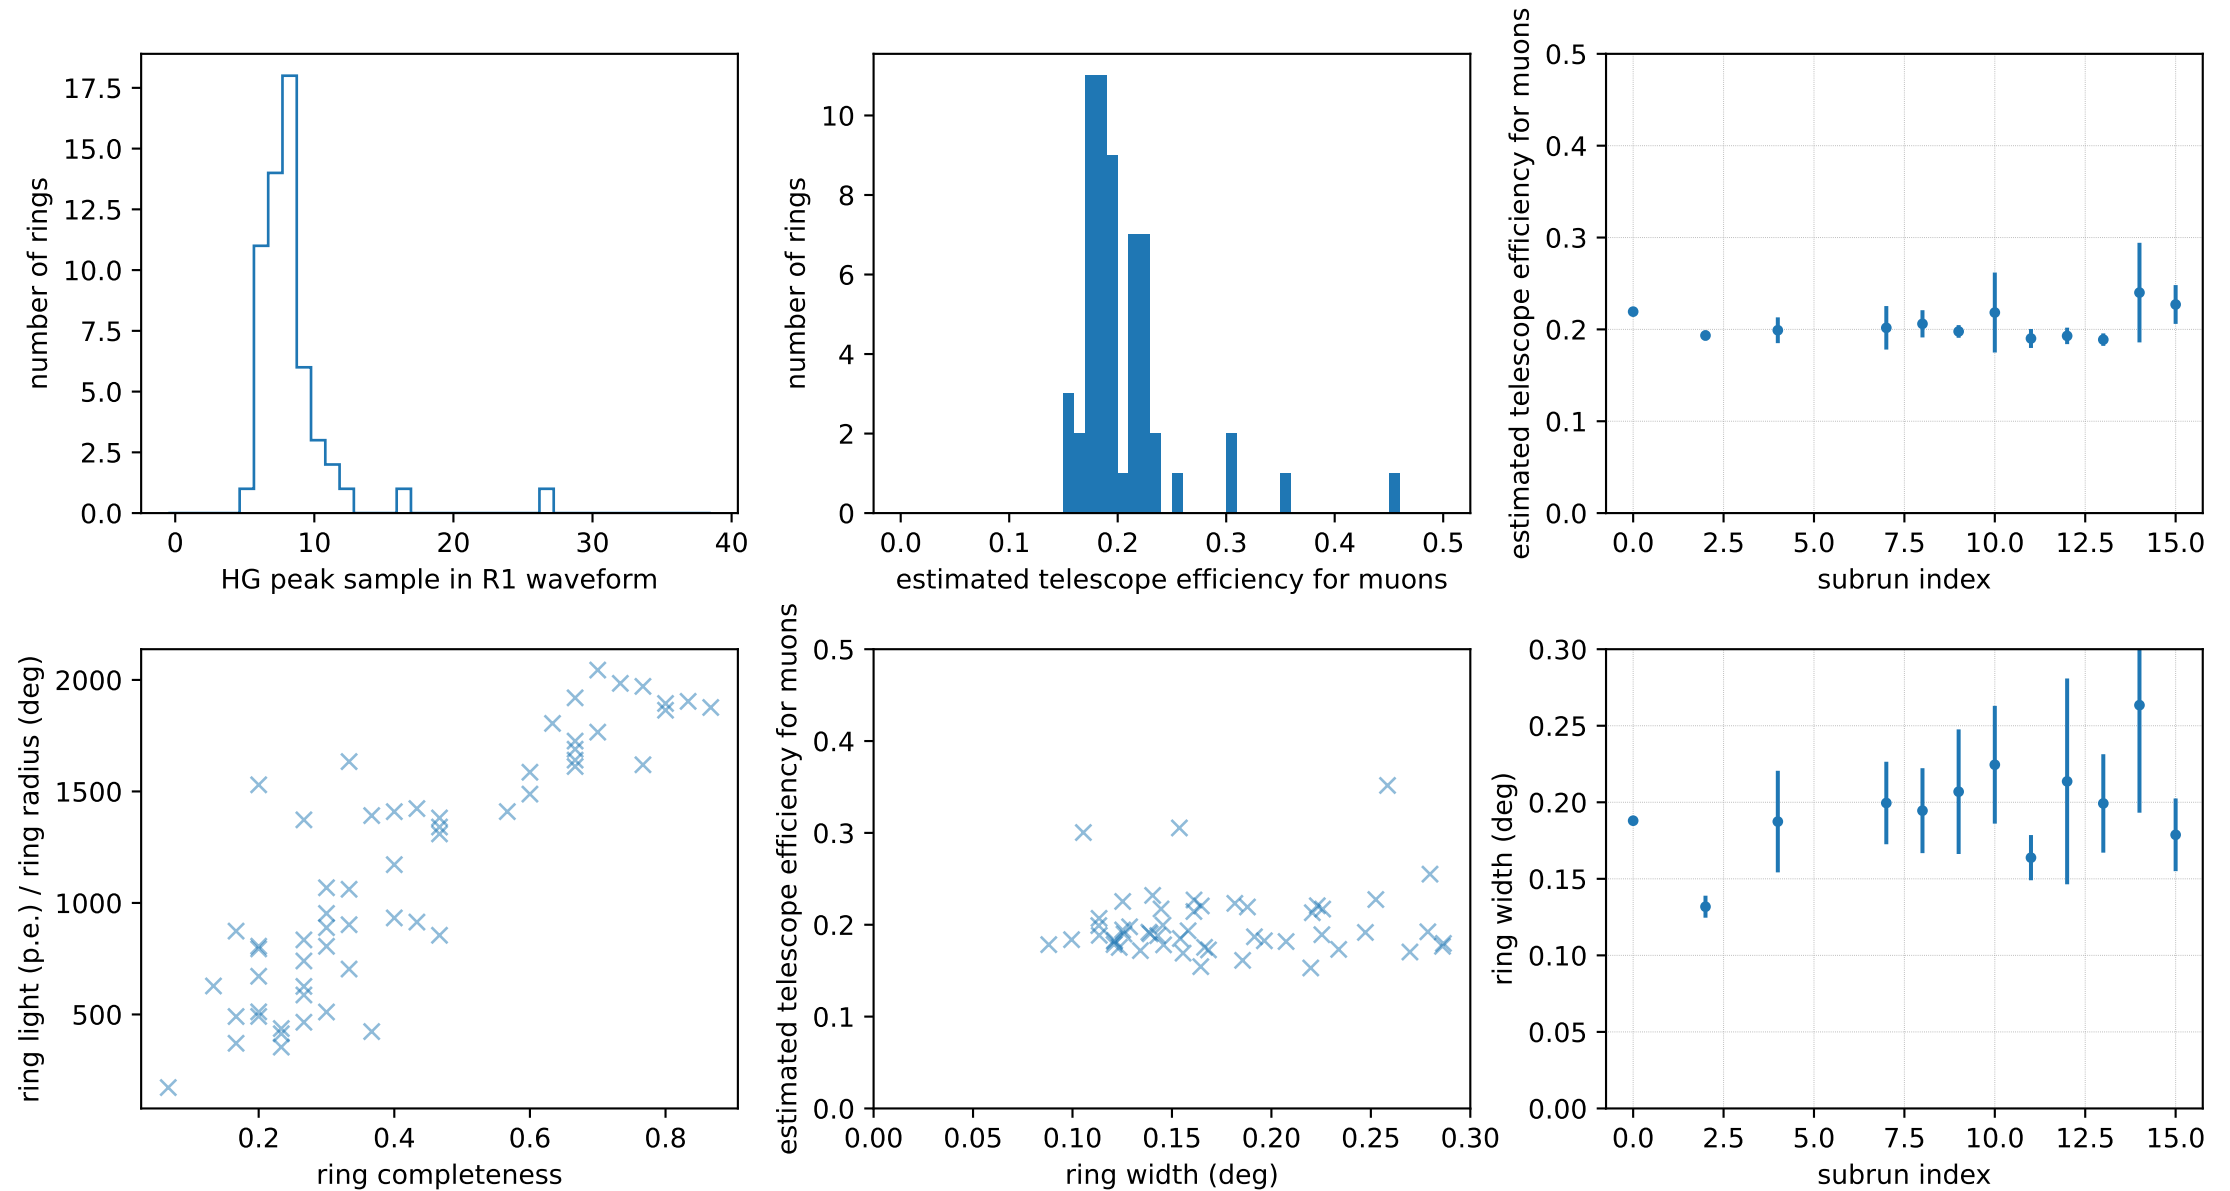 number of rings
17.5
15.0
12.5
10.0
7.5
5.0
2.5
0.0
0 10 20 30 40
HG peak sample in R1 waveform
number of rings
10
8
6
4
2
0
0.0 0.1 0.2 0.3 0.4 0.5
estimated telescope efficiency for muons
estimated telescope efficiency for muons
0.5
0.4
0.3
0.2
0.1
0.0
0.0 2.5 5.0 7.5 10.0 12.5 15.0
subrun index
ring light (p.e.) / ring radius (deg)
2000
1500
1000
500
0.2 0.4 0.6 0.8
ring completeness
estimated telescope efficiency for muons
0.5
0.4
0.3
0.2
0.1
0.0
0.00 0.05 0.10 0.15 0.20 0.25 0.30
ring width (deg)
ring width (deg)
0.30
0.25
0.20
0.15
0.10
0.05
0.00
0.0 2.5 5.0 7.5 10.0 12.5 15.0
subrun index